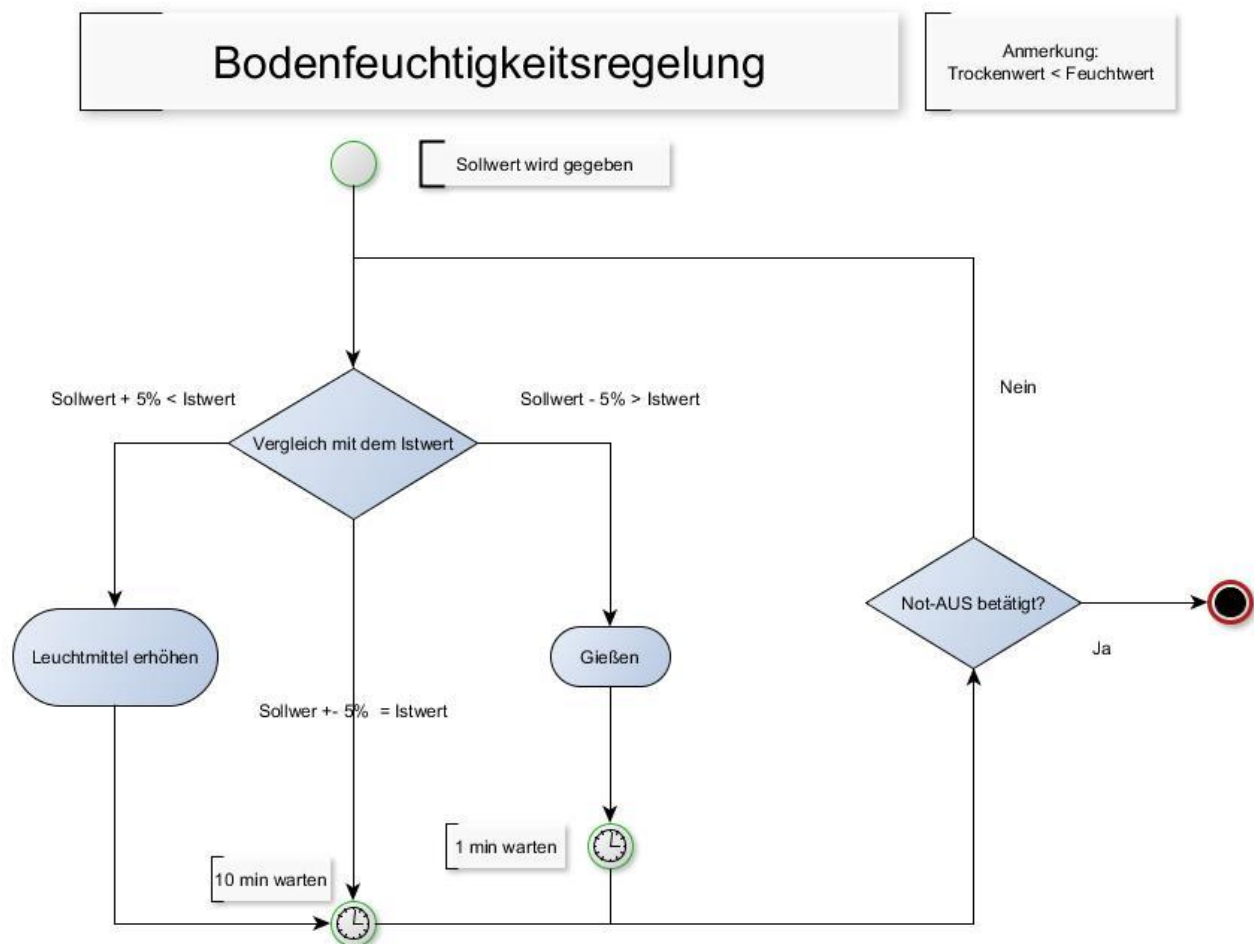 Bodenfeuchtigkeitsregelung
Anmerkung:
Trockenwert < Feuchtwert
Sollwert wird gegeben
Sollwert + 5% < Istwert
Sollwert - 5% > Istwert
Nein
Vergleich mit dem Istwert
Not-AUS betätigt?
Ja
Leuchtmittel erhöhen
Gießen
Sollwer +- 5% = Istwert
1 min warten
10 min warten